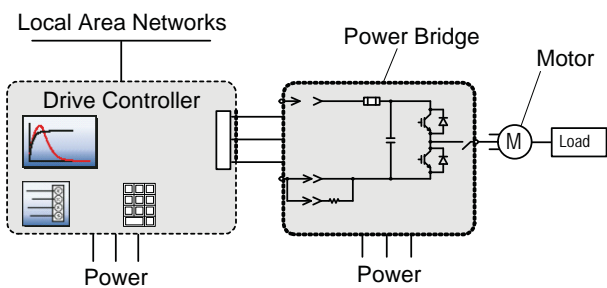 Local Area Networks
Power Bridge
Motor
Drive Controller
M
Load
Power
Power